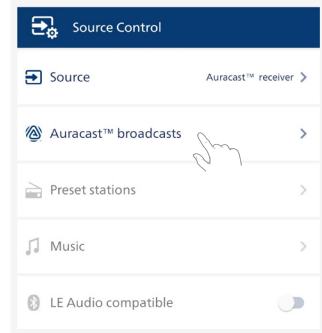 Source Control
Source Auracast™ receiver
Auracast™ broadcasts
Preset stations
Music
LE Audio compatible